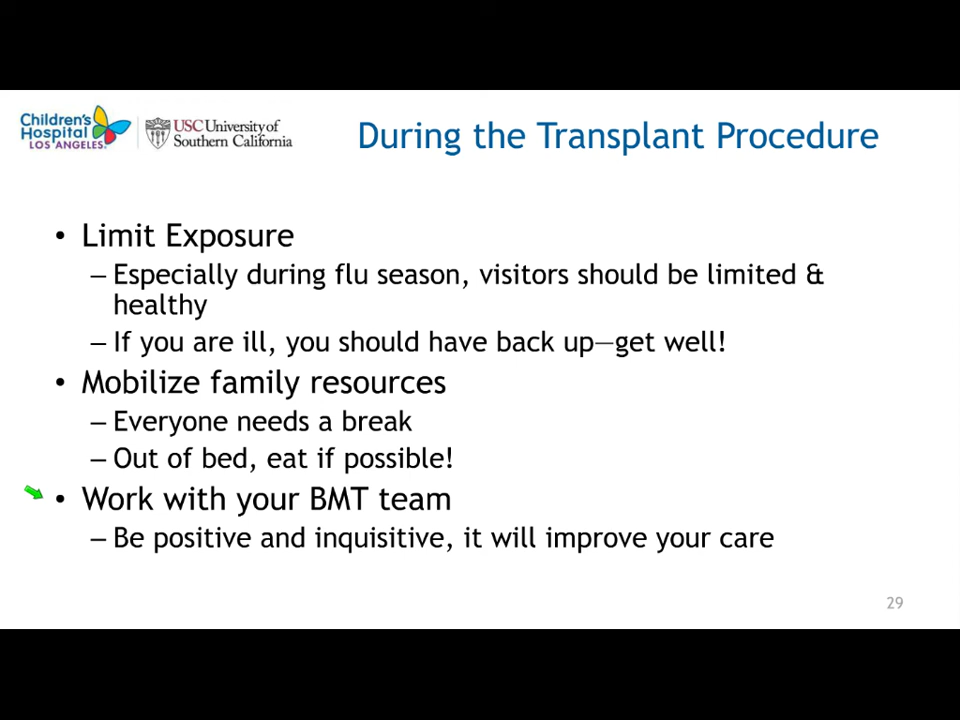 Children's
Hospital
LOS ANGELES
USC University of
Southern California
During the Transplant Procedure
• Limit Exposure
– Especially during flu season, visitors should be limited &
healthy
– If you are ill, you should have back up—get well!
• Mobilize family resources
– Everyone needs a break
– Out of bed, eat if possible!
• Work with your BMT team
– Be positive and inquisitive, it will improve your care
29